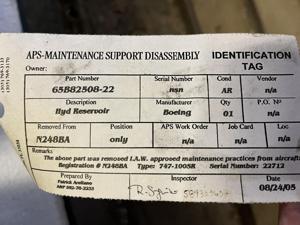 APS-MAINTENANCE SUPPORT DISASSEMBLY IDENTIFICATION TAG
Owner:
Part Number Serial Number Cond Vendor
65B82508-22 nsn AR n/a
Description Manufacturer Qty P.O. Nº
Hyd Reservoir Boeing 01 n/a
Removed From Position APS Work Order Job Card Loc
N248BA only n/a n/a n/a
Remarks
The above part was removed I.A.W. approved maintenance practices from aircraft
Registration # N248BA Type: 747-100SR Serial Number: 22712
Prepared By Inspected Date
Patrick Arellano 08/24/05